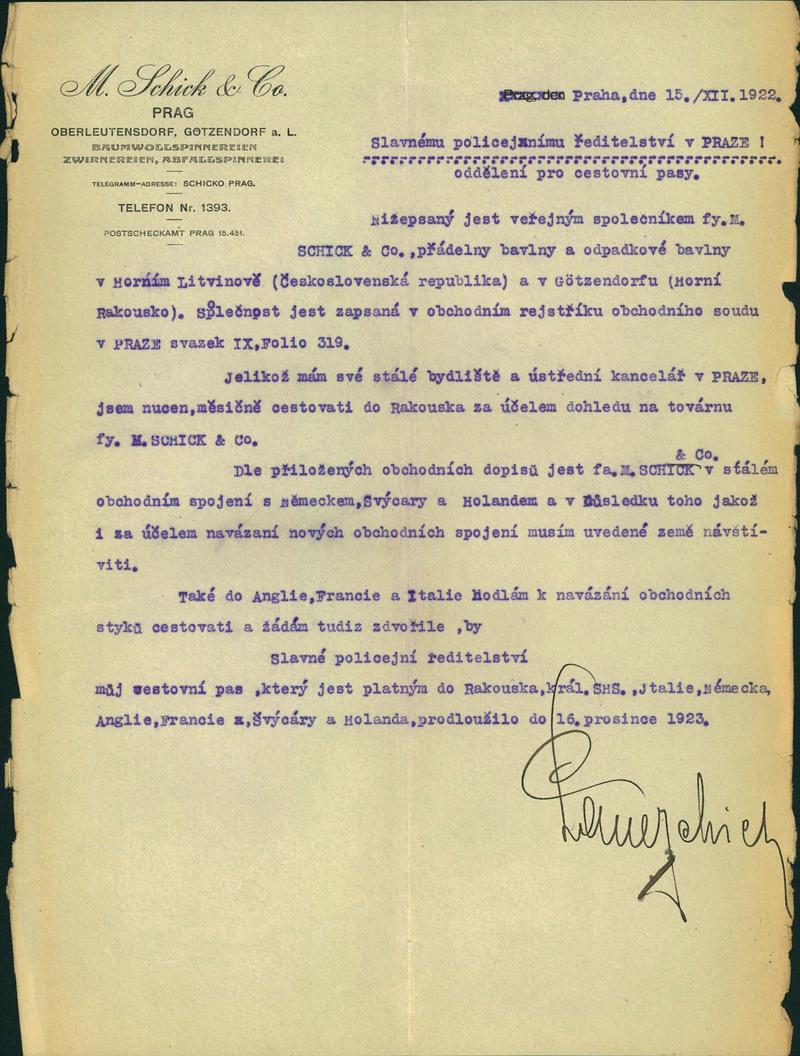 M. Schick & Co.
PRAG
OBERLEUTENSDORF, GÖTZENDORF a. L.
BAUMWOLLSPINNEREIEN
ZWIRNEREIEN, ABFALLSPINNEREI
TELEGRAMM-ADRESSE: SCHICKO PRAG.
TELEFON Nr. 1393.
POSTSCHECKAMT PRAG 15.451.
Prag, den Praha,dne 15./XII.1922.
Slavnému policejnímu ředitelství v PRAZE !
oddělení pro cestovní pasy.
Nížepsaný jest veřejným společníkem fy.M.
SCHICK & Co.,přádelny bavlny a odpadkové bavlny
v Horním Litvínově (Československá republika) a v Götzendorfu (Horní
Rakousko). Společnost jest zapsaná v obchodním rejstříku obchodního soudu
v PRAZE svazek IX,Folio 319.
Jelikož mám své stálé bydliště a ústřední kancelář v PRAZE,
jsem nucen,měsíčně cestovati do Rakouska za účelem dohledu na továrnu
fy. M.SCHICK & Co.
Dle přiložených obchodních dopisů jest fa.M.SCHICK & Co. v stálém
obchodním spojení s Německem,Švýcary a Holandem a v důsledku toho jakož
i za účelem navázaní nových obchodních spojení musím uvedené země návští-
viti.
Také do Anglie,Francie a Italie hodlám k navázání obchodních
styků cestovati a žádám tudiz zdvořile ,by
Slavné policejní ředitelství
můj cestovní pas ,který jest platným do Rakouska,král.SHS.,Jtalie,Německa,
Anglie,Francie x,Švýcáry a Holanda,prodloužilo do 16.prosince 1923.